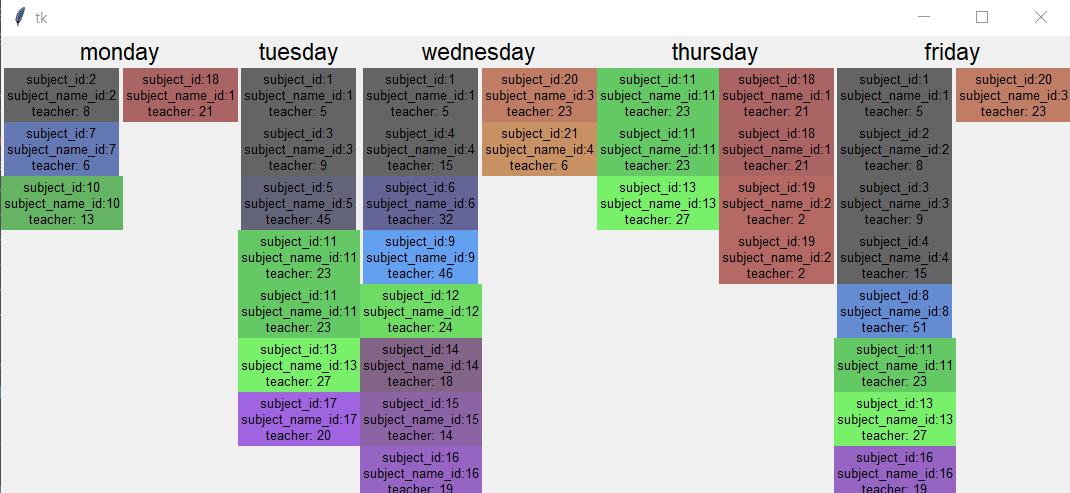 tk
monday
subject_id:2
subject_name_id:2
teacher: 8
subject_id:7
subject_name_id:7
teacher: 6
subject_id:10
subject_name_id:10
teacher: 13
subject_id:18
subject_name_id:1
teacher: 21
tuesday
subject_id:1
subject_name_id:1
teacher: 5
subject_id:3
subject_name_id:3
teacher: 9
subject_id:5
subject_name_id:5
teacher: 45
subject_id:11
subject_name_id:11
teacher: 23
subject_id:11
subject_name_id:11
teacher: 23
subject_id:13
subject_name_id:13
teacher: 27
subject_id:17
subject_name_id:17
teacher: 20
wednesday
subject_id:1
subject_name_id:1
teacher: 5
subject_id:4
subject_name_id:4
teacher: 15
subject_id:6
subject_name_id:6
teacher: 32
subject_id:9
subject_name_id:9
teacher: 46
subject_id:12
subject_name_id:12
teacher: 24
subject_id:14
subject_name_id:14
teacher: 18
subject_id:15
subject_name_id:15
teacher: 14
subject_id:16
subject_name_id:16
teacher: 19
subject_id:20
subject_name_id:3
teacher: 23
subject_id:21
subject_name_id:4
teacher: 6
thursday
subject_id:11
subject_name_id:11
teacher: 23
subject_id:11
subject_name_id:11
teacher: 23
subject_id:13
subject_name_id:13
teacher: 27
subject_id:18
subject_name_id:1
teacher: 21
subject_id:18
subject_name_id:1
teacher: 21
subject_id:19
subject_name_id:2
teacher: 2
subject_id:19
subject_name_id:2
teacher: 2
friday
subject_id:1
subject_name_id:1
teacher: 5
subject_id:2
subject_name_id:2
teacher: 8
subject_id:3
subject_name_id:3
teacher: 9
subject_id:4
subject_name_id:4
teacher: 15
subject_id:8
subject_name_id:8
teacher: 51
subject_id:11
subject_name_id:11
teacher: 23
subject_id:13
subject_name_id:13
teacher: 27
subject_id:16
subject_name_id:16
teacher: 19
subject_id:20
subject_name_id:3
teacher: 23